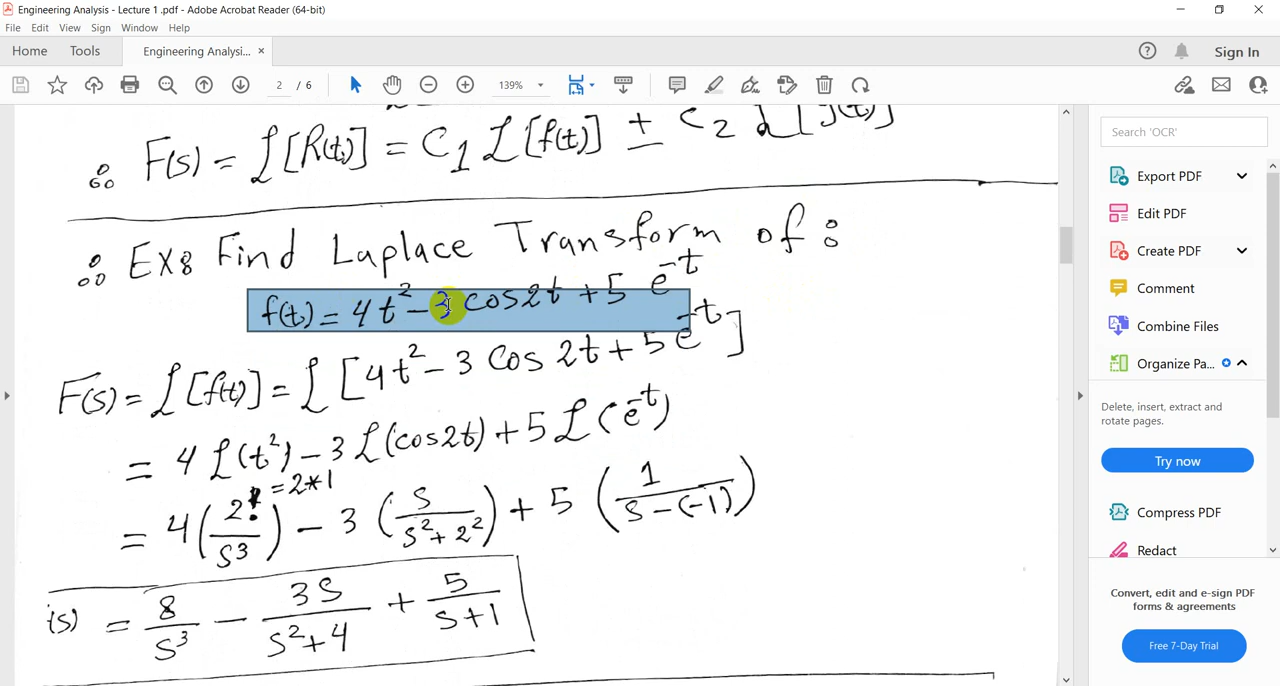 Engineering Analysis - Lecture 1 .pdf - Adobe Acrobat Reader (64-bit)
File Edit View Sign Window Help
Home Tools Engineering Analysi... × Sign In
2 / 6 139%
∴ F(s) = ℒ[R(t)] = C₁ ℒ[f(t)] ±
∴ EX: Find Laplace Transform of :
f(t) = 4t² - 3 cos2t + 5 e^-t
F(s) = ℒ[f(t)] = ℒ [4t² - 3 Cos 2t + 5 e^-t]
= 4 ℒ(t²) - 3 ℒ(cos2t) + 5 ℒ(e^-t)
= 2*1
= 4(2!/s³) - 3 (s/(s² + 2²)) + 5 (1/(s - (-1)))
(s) = 8/s³ - 3s/(s²+4) + 5/(s+1)
Search 'OCR'
Export PDF
Edit PDF
Create PDF
Comment
Combine Files
Organize Pa...
Delete, insert, extract and
rotate pages.
Try now
Compress PDF
Redact
Convert, edit and e-sign PDF
forms & agreements
Free 7-Day Trial